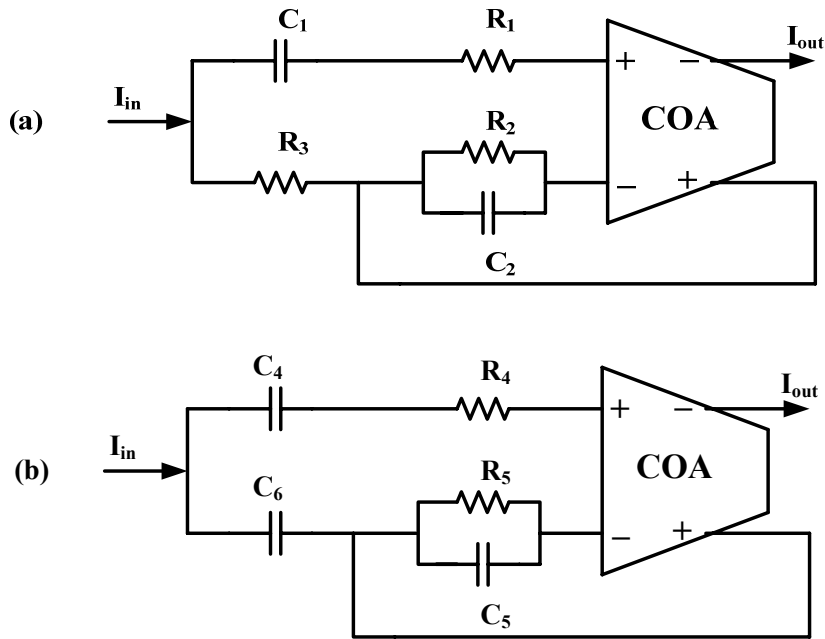 C1 R1 Iout
+ −
Iin
(a) COA
R3 R2
− +
C2
C4 R4 Iout
+ −
Iin
(b) COA
C6 R5
− +
C5